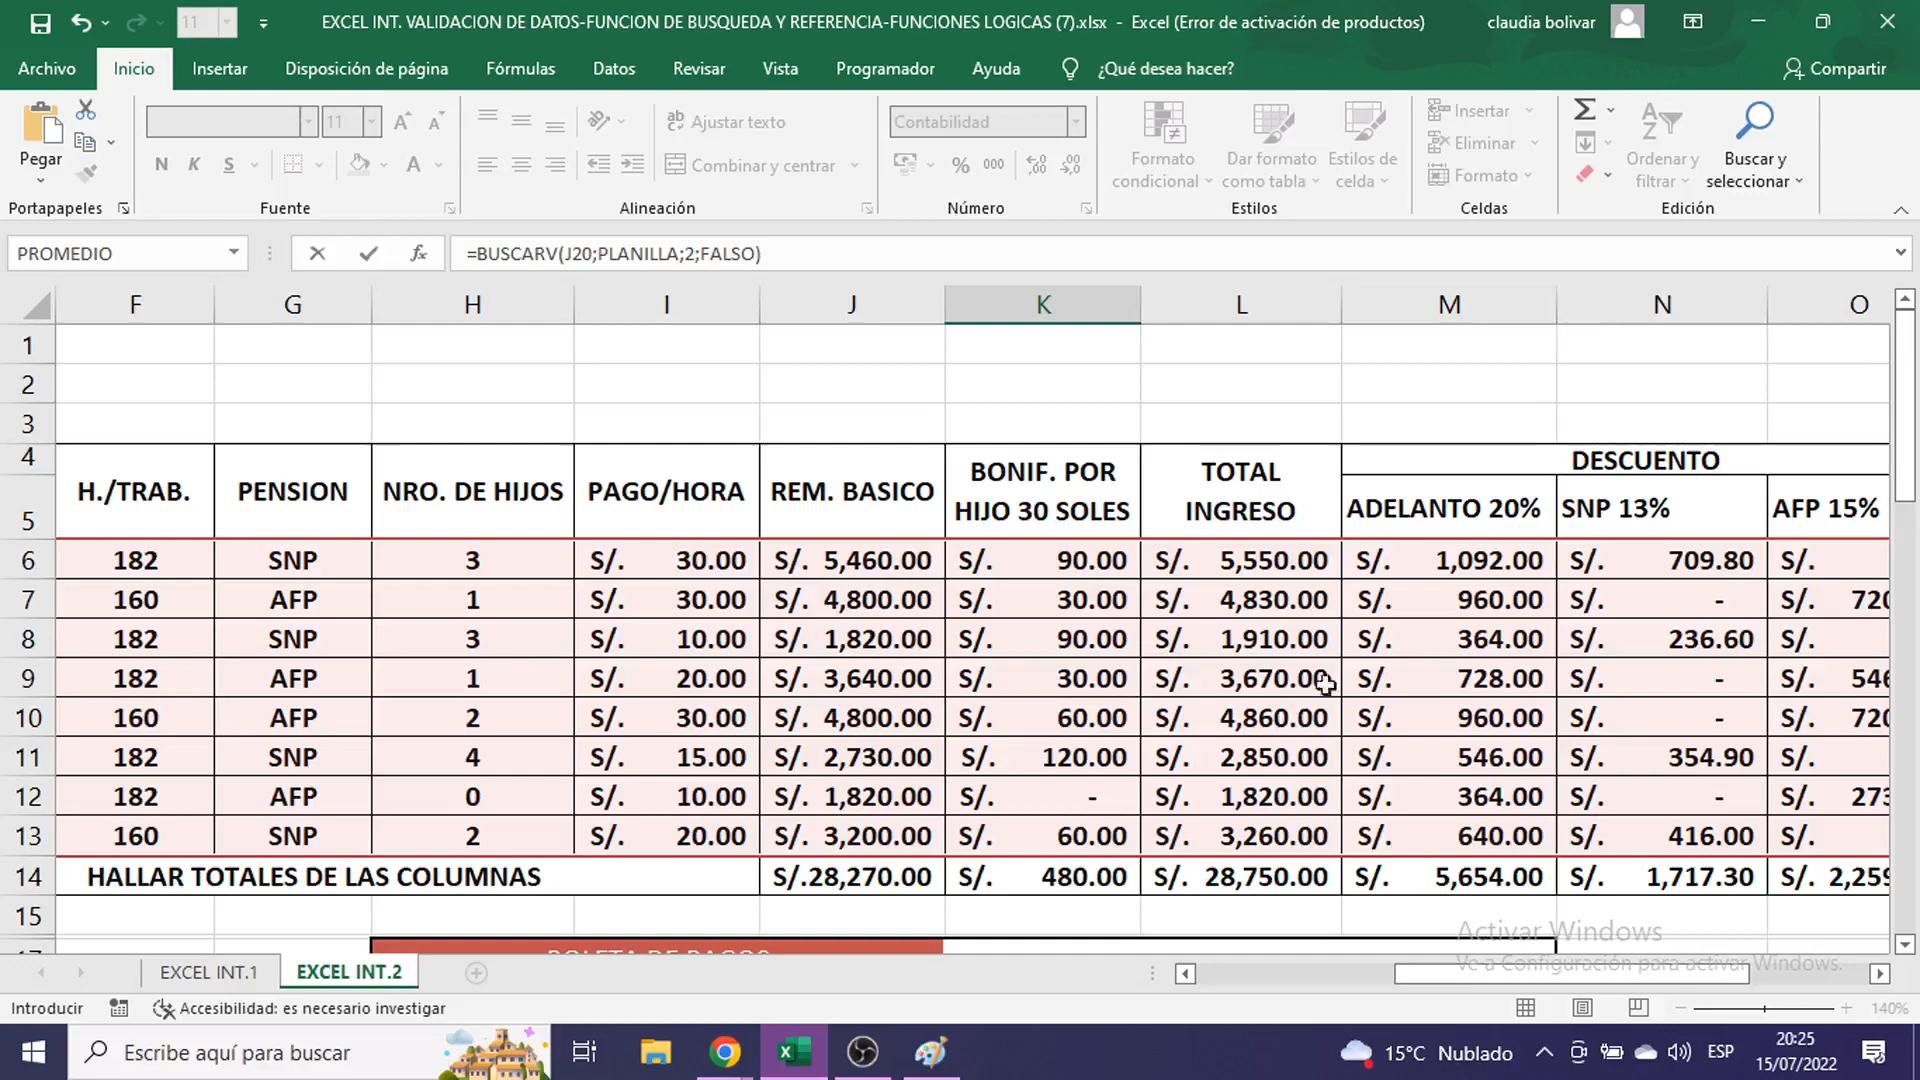 11
EXCEL INT. VALIDACION DE DATOS-FUNCION DE BUSQUEDA Y REFERENCIA-FUNCIONES LOGICAS (7).xlsx - Excel (Error de activación de productos)
claudia bolivar
Archivo Inicio Insertar Disposición de página Fórmulas Datos Revisar Vista Programador Ayuda ¿Qué desea hacer? Compartir
Pegar
11
N K S
Ajustar texto
Combinar y centrar
Contabilidad
% 000
Formato condicional
Dar formato como tabla
Estilos de celda
Insertar
Eliminar
Formato
Ordenar y filtrar
Buscar y seleccionar
Portapapeles Fuente Alineación Número Estilos Celdas Edición
PROMEDIO fx =BUSCARV(J20;PLANILLA;2;FALSO)
F G H I J K L M N O
1
2
3
4 DESCUENTO
5 H./TRAB. PENSION NRO. DE HIJOS PAGO/HORA REM. BASICO BONIF. POR HIJO 30 SOLES TOTAL INGRESO ADELANTO 20% SNP 13% AFP 15%
6 182 SNP 3 S/. 30.00 S/. 5,460.00 S/. 90.00 S/. 5,550.00 S/. 1,092.00 S/. 709.80 S/.
7 160 AFP 1 S/. 30.00 S/. 4,800.00 S/. 30.00 S/. 4,830.00 S/. 960.00 S/. - S/. 720
8 182 SNP 3 S/. 10.00 S/. 1,820.00 S/. 90.00 S/. 1,910.00 S/. 364.00 S/. 236.60 S/.
9 182 AFP 1 S/. 20.00 S/. 3,640.00 S/. 30.00 S/. 3,670.00 S/. 728.00 S/. - S/. 546
10 160 AFP 2 S/. 30.00 S/. 4,800.00 S/. 60.00 S/. 4,860.00 S/. 960.00 S/. - S/. 720
11 182 SNP 4 S/. 15.00 S/. 2,730.00 S/. 120.00 S/. 2,850.00 S/. 546.00 S/. 354.90 S/.
12 182 AFP 0 S/. 10.00 S/. 1,820.00 S/. - S/. 1,820.00 S/. 364.00 S/. - S/. 273
13 160 SNP 2 S/. 20.00 S/. 3,200.00 S/. 60.00 S/. 3,260.00 S/. 640.00 S/. 416.00 S/.
14 HALLAR TOTALES DE LAS COLUMNAS S/.28,270.00 S/. 480.00 S/. 28,750.00 S/. 5,654.00 S/. 1,717.30 S/. 2,259
15
17 BOLETA DE PAGOS
Activar Windows
Ve a Configuración para activar Windows.
EXCEL INT.1 EXCEL INT.2
Introducir Accesibilidad: es necesario investigar 140%
Escribe aquí para buscar
15°C Nublado ESP 20:25
15/07/2022